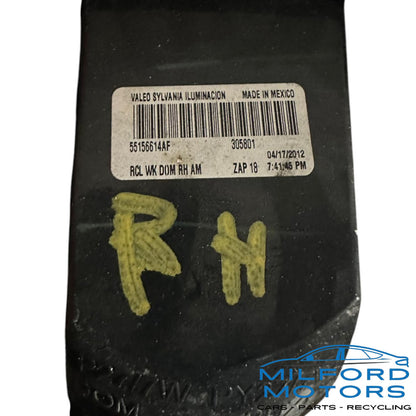 VALEO SYLVANIA ILUMINACION MADE IN MEXICO
55156614AF 305801
04/17/2012
RCL WK DOM RH AM ZAP 18 7:41:46 PM
R H
MILFORD
MOTORS
CARS - PARTS - RECYCLING